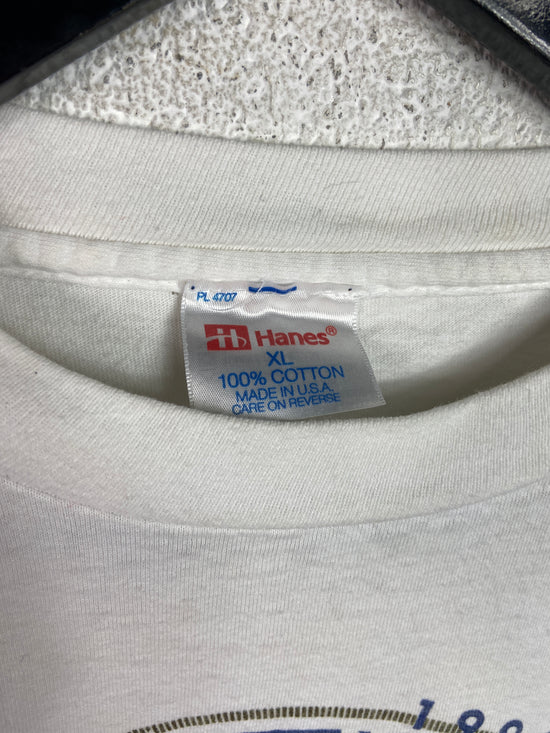 PL 4707
Hanes®
XL
100% COTTON
MADE IN U.S.A.
CARE ON REVERSE